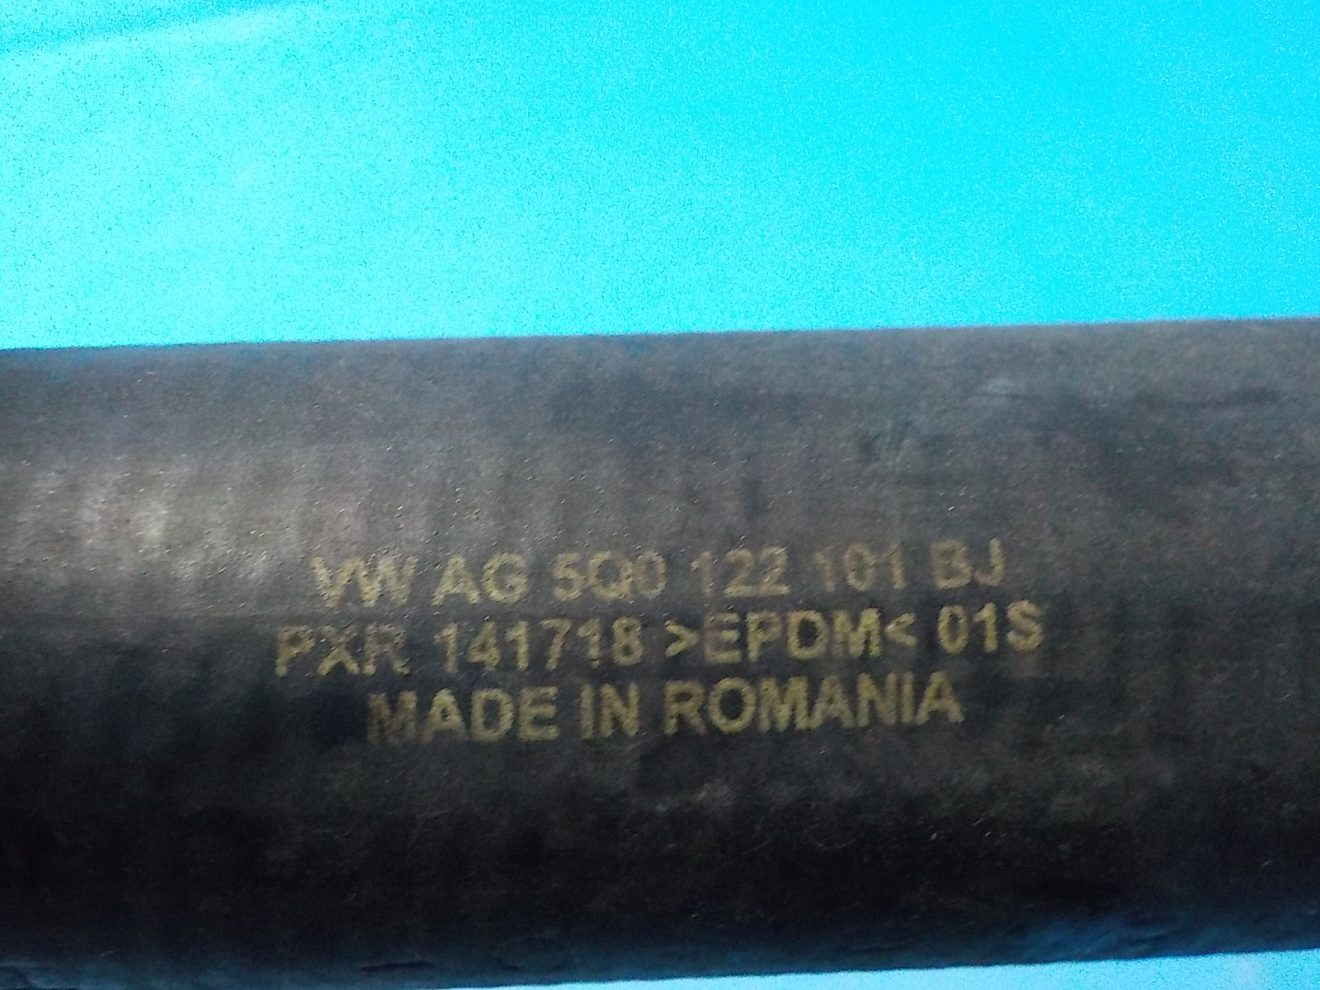 VW AG 5Q0 122 101 BJ
PXR 141718 >EPDM< 01S
MADE IN ROMANIA